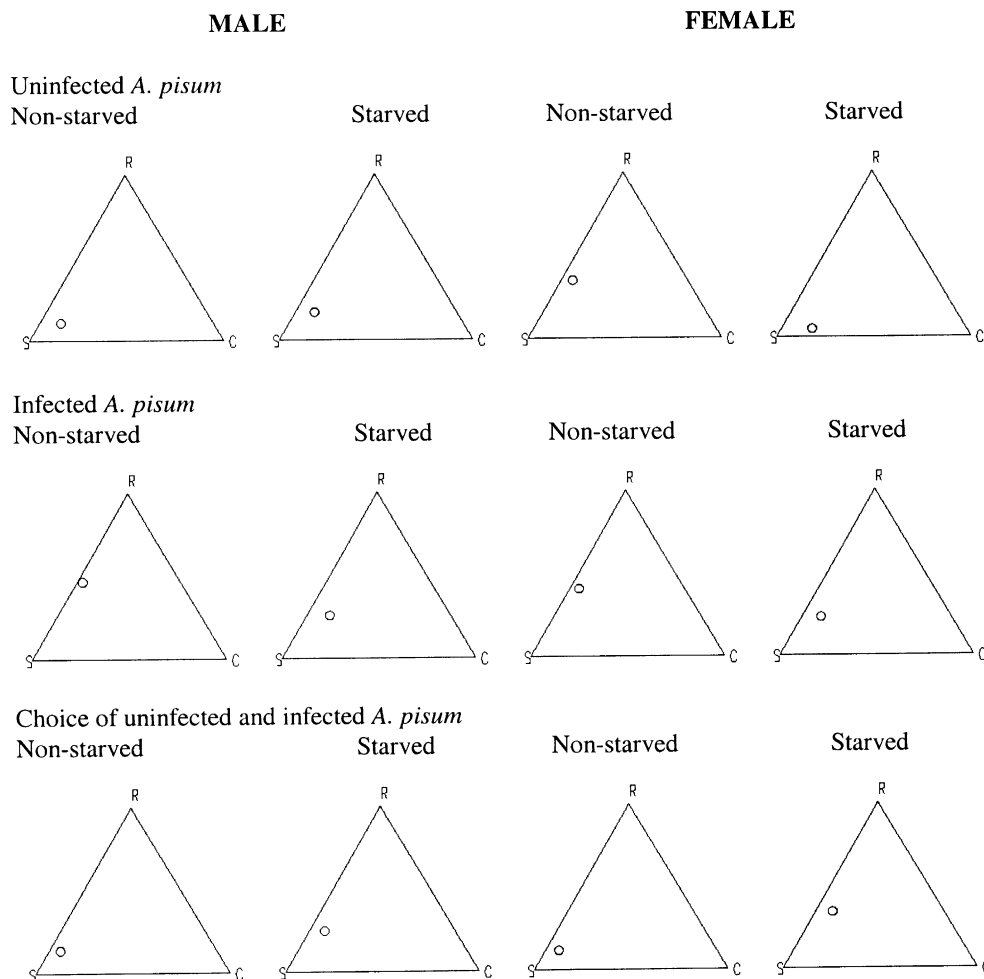 MALE FEMALE
Uninfected A. pisum
Non-starved Starved Non-starved Starved
R R R R
S C S C S C S C
Infected A. pisum
Non-starved Starved Non-starved Starved
R R R R
S C S C S C S C
Choice of uninfected and infected A. pisum
Non-starved Starved Non-starved Starved
R R R R
S C S C S C S C